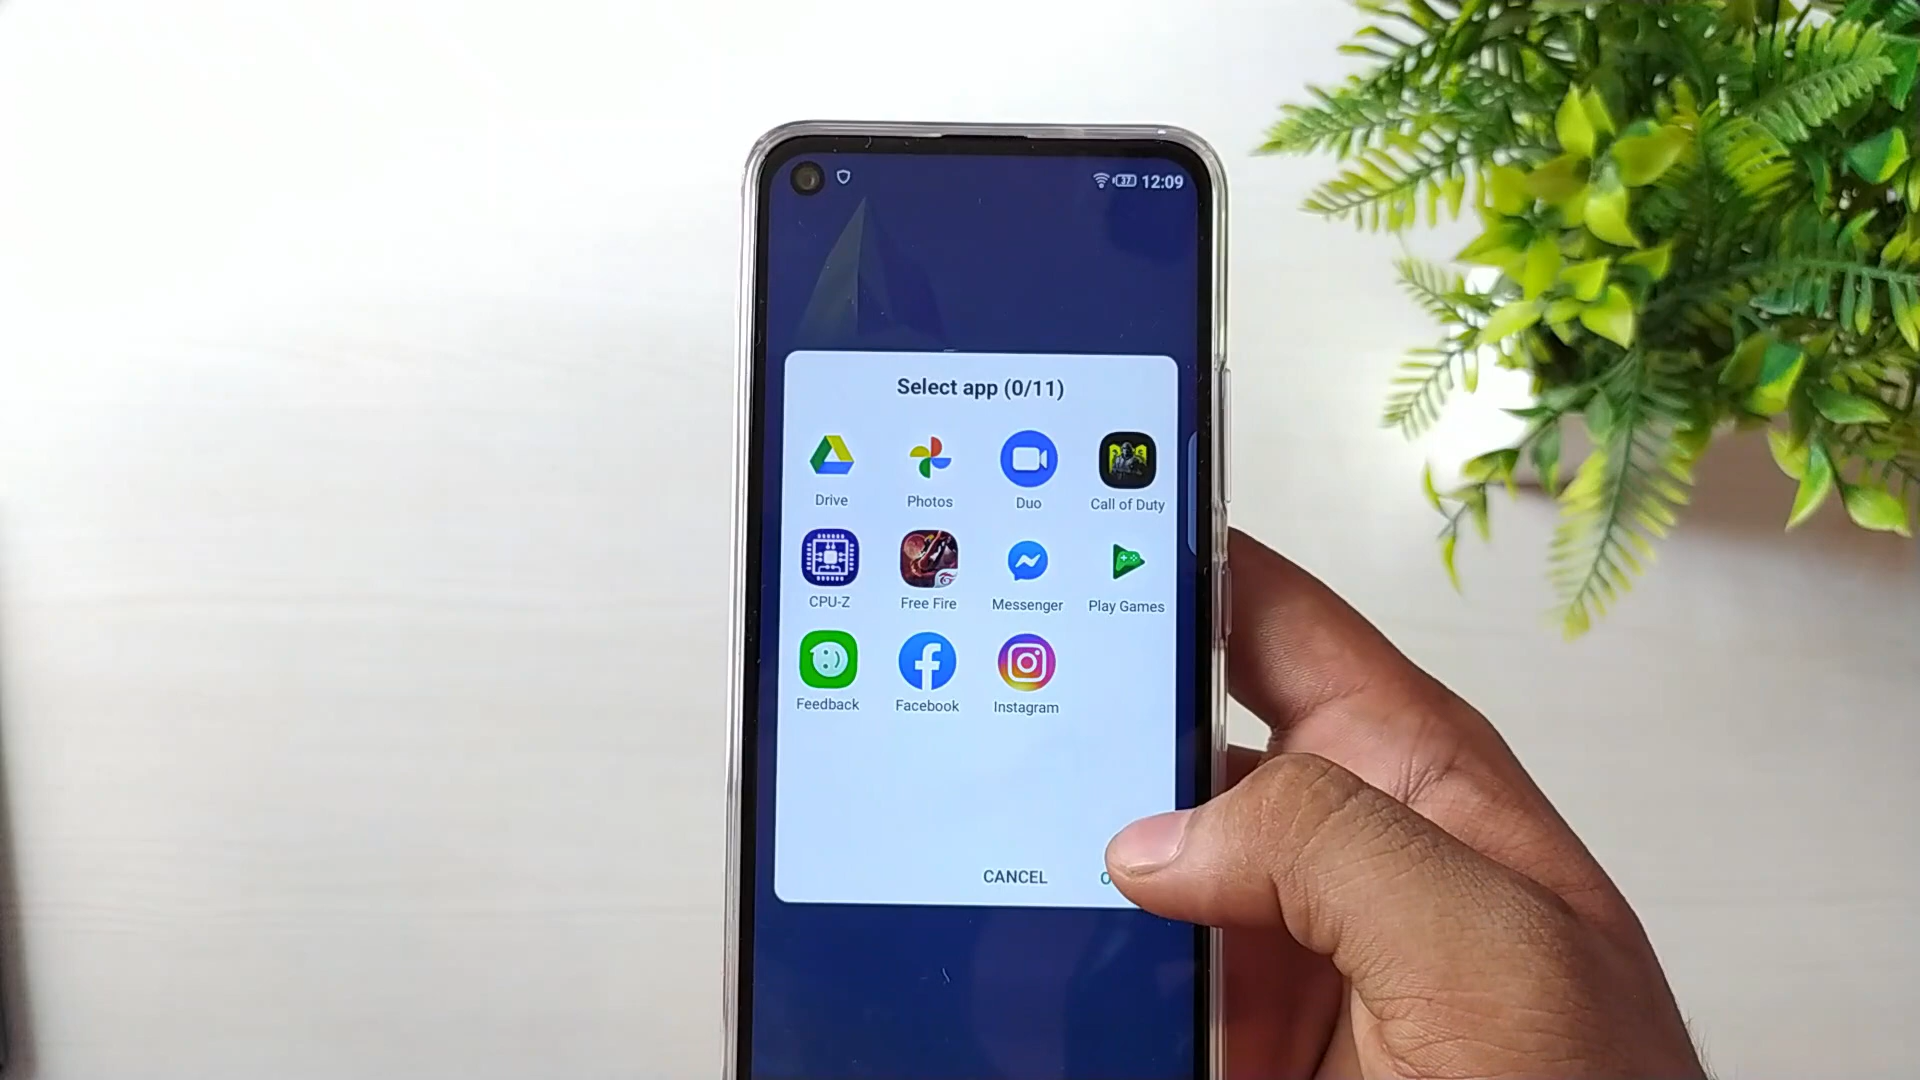 37 12:09
Select app (0/11)
Drive Photos Duo Call of Duty
CPU-Z Free Fire Messenger Play Games
Feedback Facebook Instagram
CANCEL